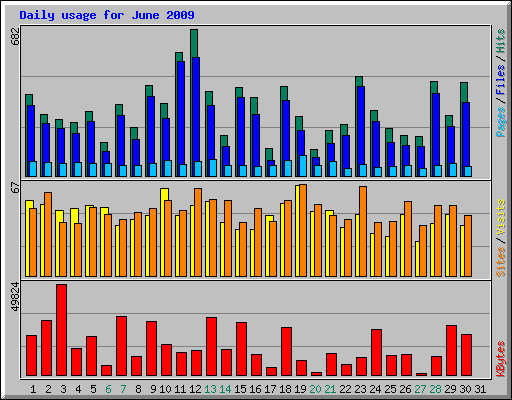 Daily usage for June 2009
682
67
49824
Pages / Files / Hits
Sites / Visits
KBytes
1 2 3 4 5 6 7 8 9 10 11 12 13 14 15 16 17 18 19 20 21 22 23 24 25 26 27 28 29 30 31